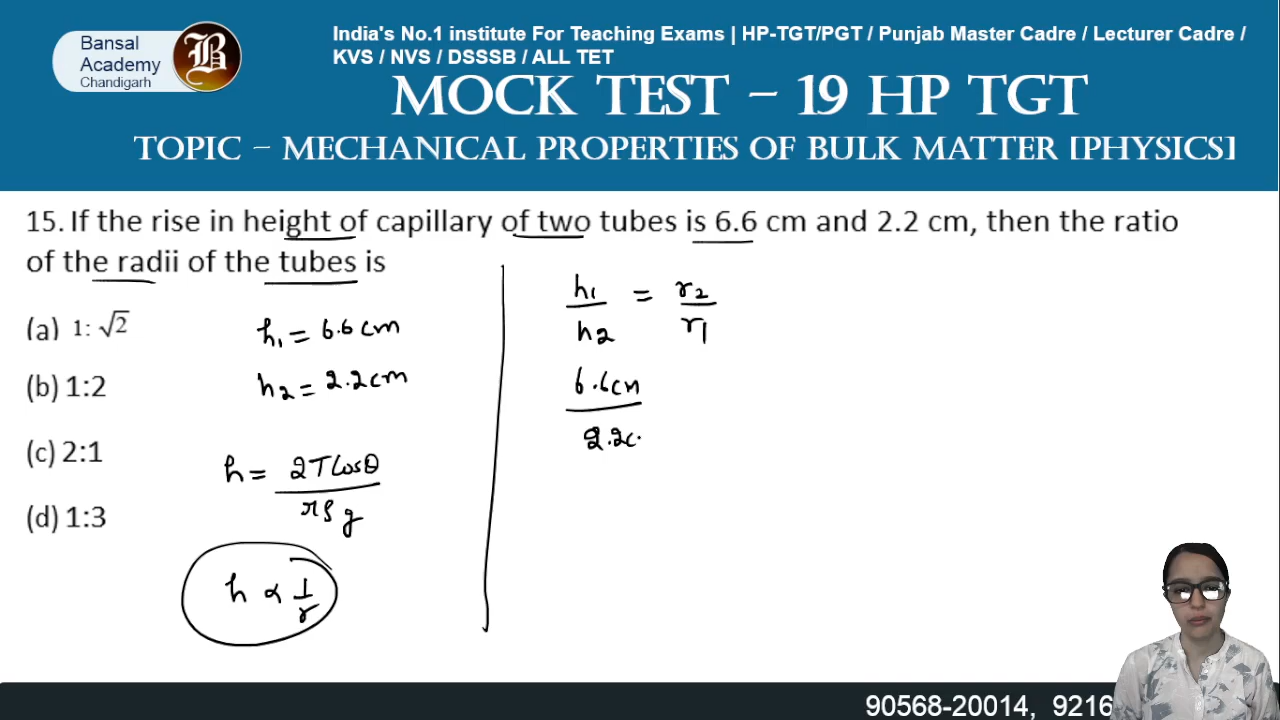 Bansal
Academy
Chandigarh
B
India's No.1 institute For Teaching Exams | HP-TGT/PGT / Punjab Master Cadre / Lecturer Cadre /
KVS / NVS / DSSSB / ALL TET
MOCK TEST – 19 HP TGT
TOPIC – MECHANICAL PROPERTIES OF BULK MATTER [PHYSICS]
15. If the rise in height of capillary of two tubes is 6.6 cm and 2.2 cm, then the ratio
of the radii of the tubes is
(a) 1: √2
(b) 1:2
(c) 2:1
(d) 1:3
h₁ = 6.6 cm
h₂ = 2.2 cm
h = 2T Cosθ
rρg
h ∝ 1/r
h₁/h₂ = r₂/r₁
6.6cm
2.2c
90568-20014, 9216